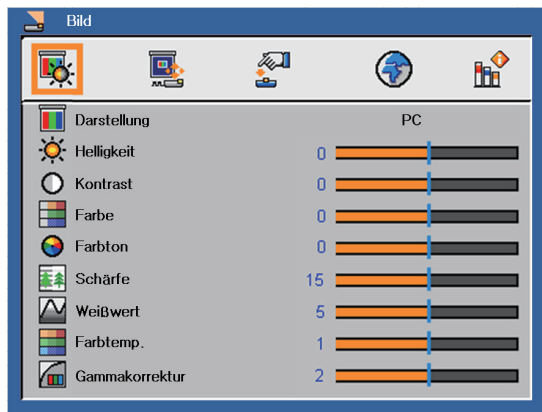 Bild
Darstellung PC
Helligkeit 0
Kontrast 0
Farbe 0
Farbton 0
Schärfe 15
Weißwert 5
Farbtemp. 1
Gammakorrektur 2